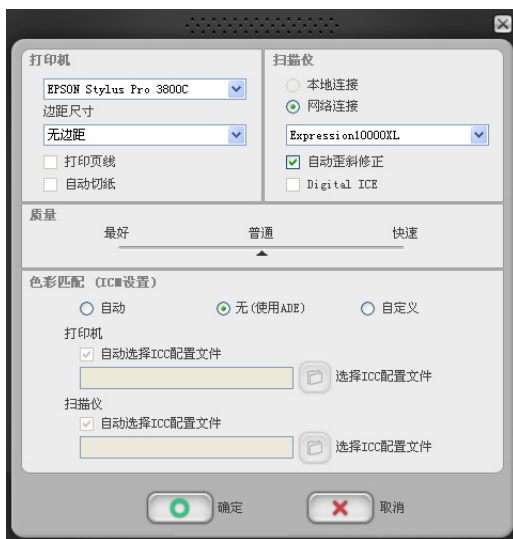 打印机
EPSON Stylus Pro 3800C
边距尺寸
无边距
打印页线
自动切纸
扫描仪
本地连接
网络连接
Expression10000XL
自动歪斜修正
Digital ICE
质量
最好 普通 快速
色彩匹配 (ICM设置)
自动 无(使用ADE) 自定义
打印机
自动选择ICC配置文件
选择ICC配置文件
扫描仪
自动选择ICC配置文件
选择ICC配置文件
确定 取消